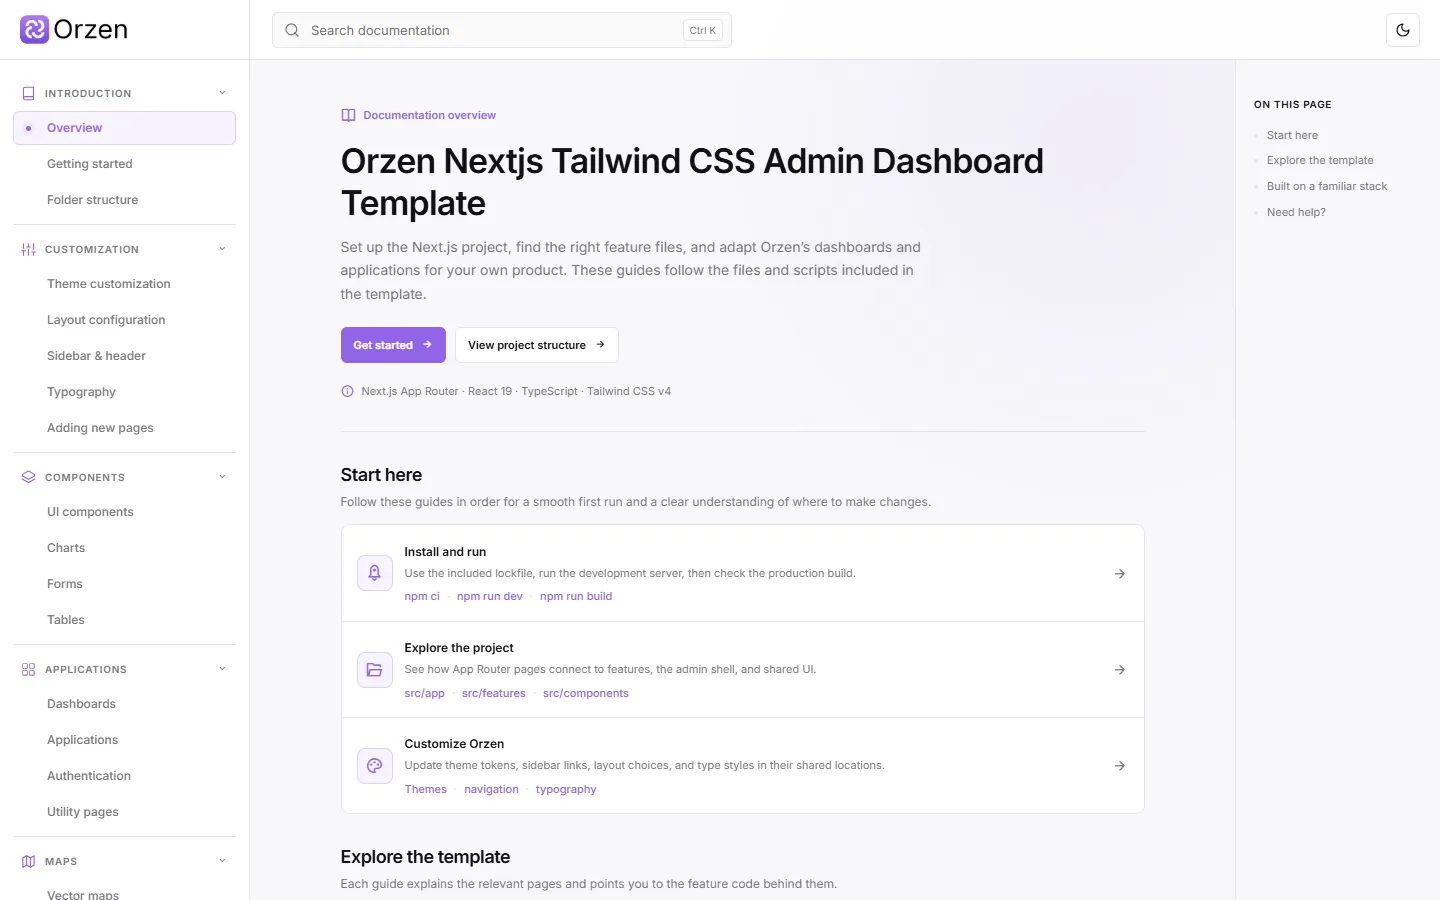 Orzen
Search documentation
Ctrl K
INTRODUCTION
Overview
Getting started
Folder structure
CUSTOMIZATION
Theme customization
Layout configuration
Sidebar & header
Typography
Adding new pages
COMPONENTS
UI components
Charts
Forms
Tables
APPLICATIONS
Dashboards
Applications
Authentication
Utility pages
MAPS
Vector maps
Documentation overview
Orzen Nextjs Tailwind CSS Admin Dashboard
Template
Set up the Next.js project, find the right feature files, and adapt Orzen's dashboards and
applications for your own product. These guides follow the files and scripts included in
the template.
Get started →
View project structure →
Next.js App Router · React 19 · TypeScript · Tailwind CSS v4
Start here
Follow these guides in order for a smooth first run and a clear understanding of where to make changes.
Install and run
Use the included lockfile, run the development server, then check the production build.
npm ci · npm run dev · npm run build
Explore the project
See how App Router pages connect to features, the admin shell, and shared UI.
src/app · src/features · src/components
Customize Orzen
Update theme tokens, sidebar links, layout choices, and type styles in their shared locations.
Themes · navigation · typography
Explore the template
Each guide explains the relevant pages and points you to the feature code behind them.
ON THIS PAGE
Start here
Explore the template
Built on a familiar stack
Need help?